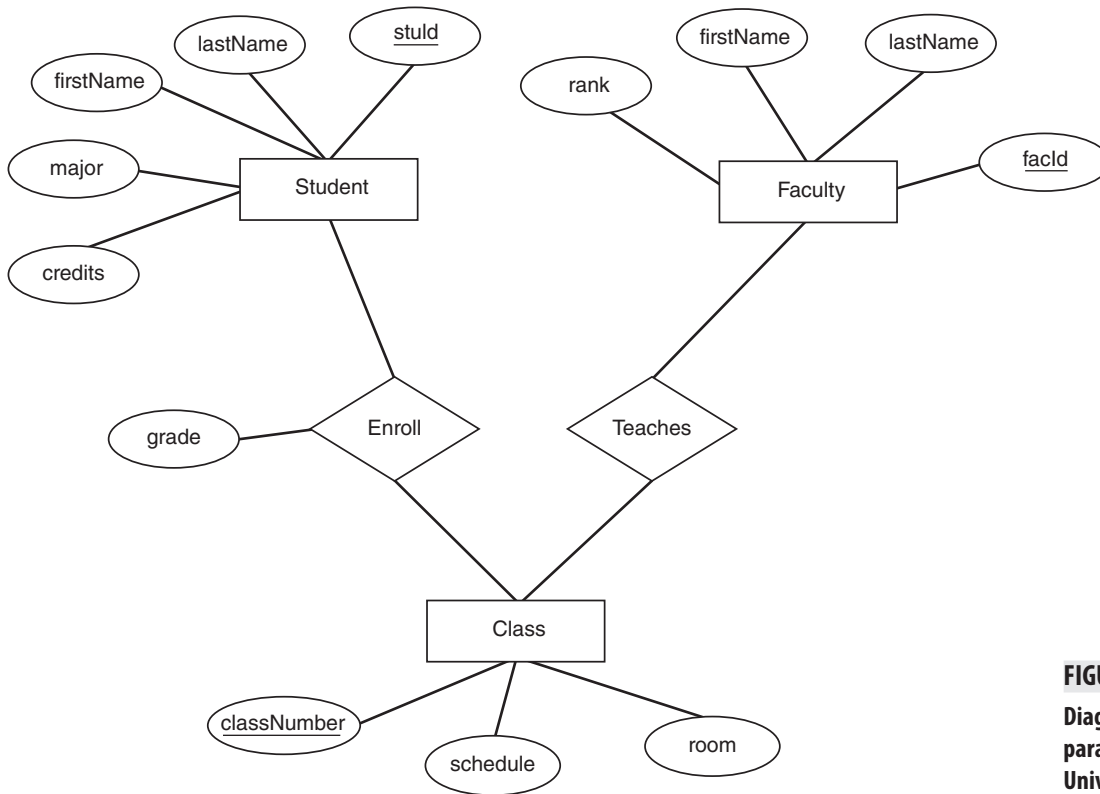 stuId
lastName
firstName
firstName
lastName
rank
major
facId
Student
Faculty
credits
Enroll
Teaches
grade
Class
classNumber
room
schedule